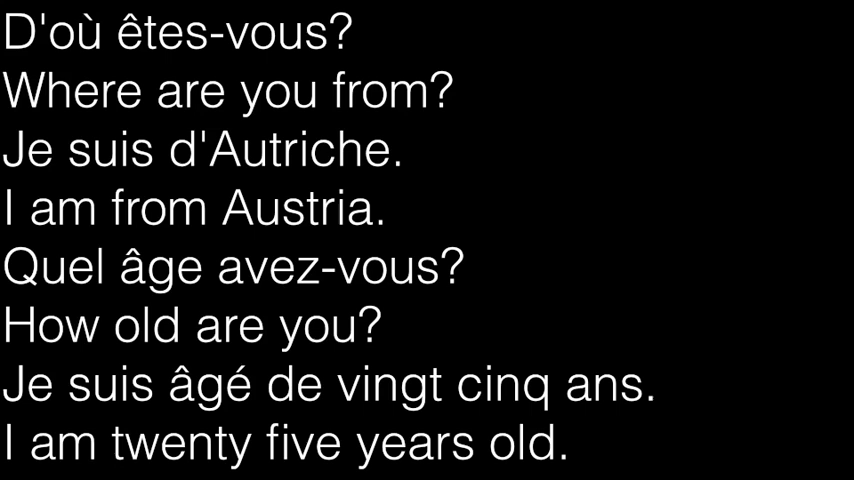 D'où êtes-vous?
Where are you from?
Je suis d'Autriche.
I am from Austria.
Quel âge avez-vous?
How old are you?
Je suis âgé de vingt cinq ans.
I am twenty five years old.